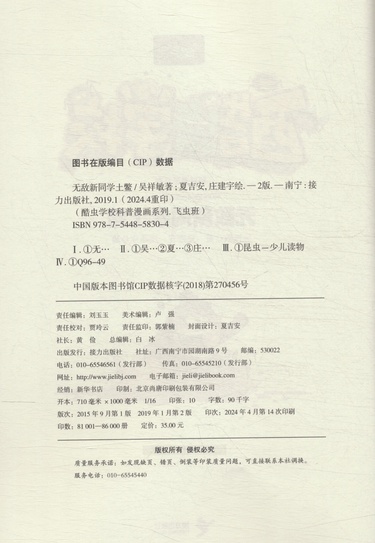 图书在版编目(CIP)数据
无敌新同学土鳖/吴祥敏著;夏吉安,庄建宇绘.—2版.—南宁:接
力出版社,2019.1(2024.4重印)
(酷虫学校科普漫画系列.飞虫班)
ISBN 978-7-5448-5830-4
Ⅰ.①无… Ⅱ.①吴…②夏…③庄… Ⅲ.①昆虫—少儿读物
Ⅳ.①Q96-49
中国版本图书馆CIP数据核字(2018)第270456号
责任编辑:刘玉玉 美术编辑:卢强
责任校对:贾玲云 责任监印:郭紫楠 封面设计:夏吉安
社长:黄俭 总编辑:白冰
出版发行:接力出版社 社址:广西南宁市园湖南路9号 邮编:530022
电话:010-65546561(发行部) 传真:010-65545210(发行部)
网址:http://www.jielibj.com 电子邮箱:jieli@jielibook.com
经销:新华书店 印制:北京尚唐印刷包装有限公司
开本:710毫米×1000毫米 1/16 印张:10 字数:90千字
版次:2015年9月第1版 2019年1月第2版 印次:2024年4月第14次印刷
印数:81 001—86 000册 定价:35.00元
版权所有 侵权必究
质量服务承诺:如发现缺页、错页、倒装等印装质量问题,可直接联系本社调换。
服务电话:010-65545440